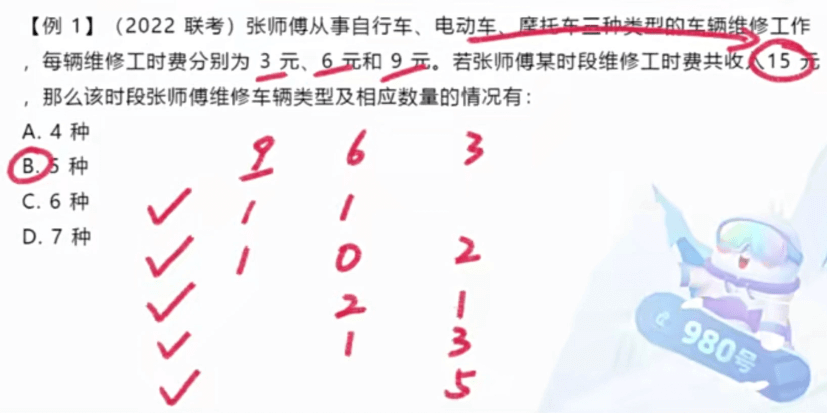 【例 1】（2022 联考）张师傅从事自行车、电动车、摩托车三种类型的车辆维修工作
，每辆维修工时费分别为 3 元、6 元和 9 元。若张师傅某时段维修工时费共收入15 元
，那么该时段张师傅维修车辆类型及相应数量的情况有：
A. 4 种
B. 5 种
C. 6 种
D. 7 种
9 6 3
✓ 1 1
✓ 1 0 2
✓ 2 1
✓ 1 3
✓ 5
980号